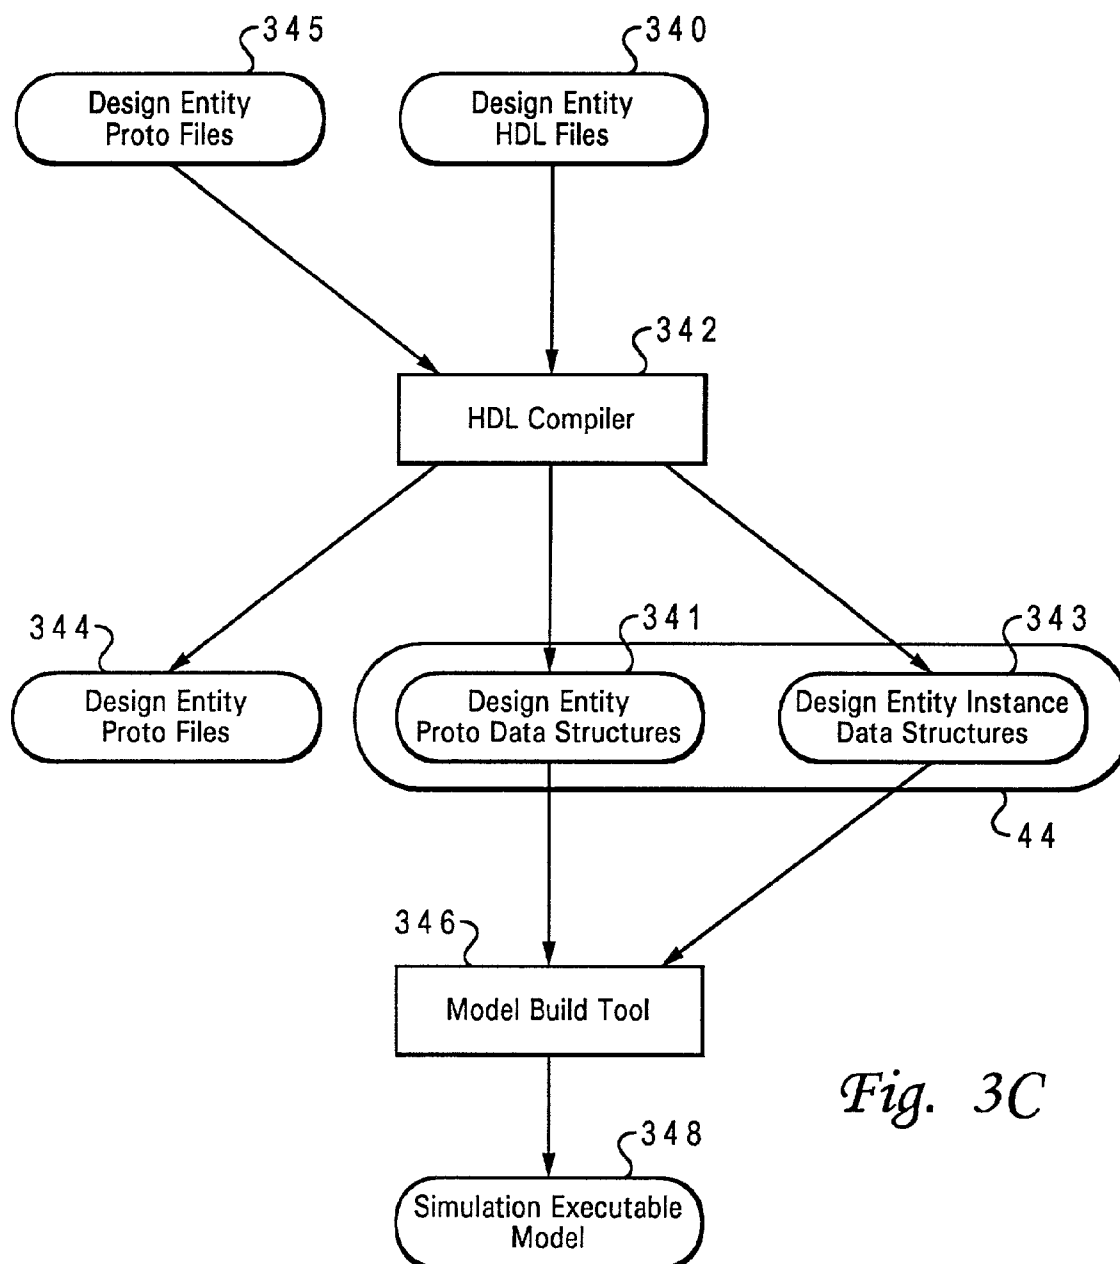 345
340
Design Entity
Proto Files
Design Entity
HDL Files
342
HDL Compiler
344
341
343
Design Entity
Proto Files
Design Entity
Proto Data Structures
Design Entity Instance
Data Structures
44
346
Model Build Tool
Fig. 3C
348
Simulation Executable
Model